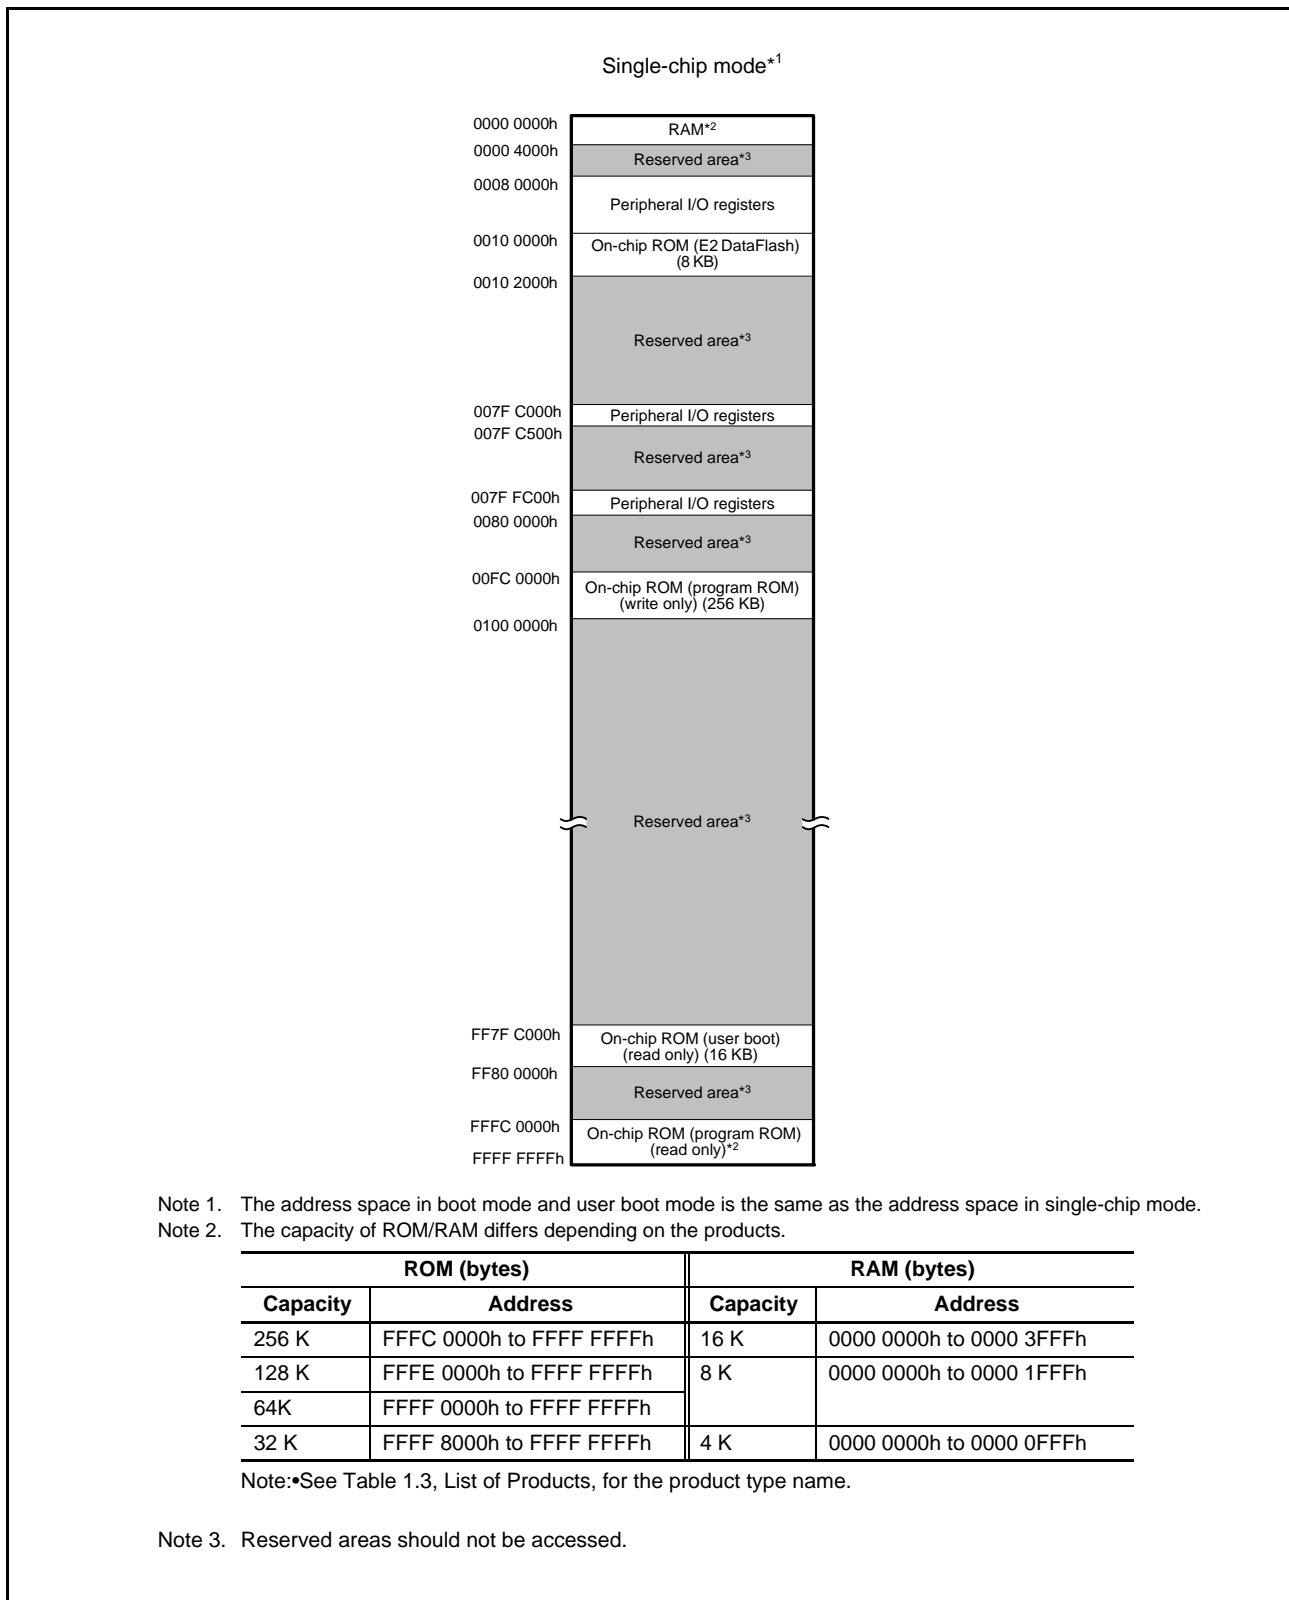 Single-chip mode*1
0000 0000h
RAM*2
0000 4000h
Reserved area*3
0008 0000h
Peripheral I/O registers
0010 0000h
On-chip ROM (E2 DataFlash)
(8 KB)
0010 2000h
Reserved area*3
007F C000h
Peripheral I/O registers
007F C500h
Reserved area*3
007F FC00h
Peripheral I/O registers
0080 0000h
Reserved area*3
00FC 0000h
On-chip ROM (program ROM)
(write only) (256 KB)
0100 0000h
Reserved area*3
FF7F C000h
On-chip ROM (user boot)
(read only) (16 KB)
FF80 0000h
Reserved area*3
FFFC 0000h
On-chip ROM (program ROM)
(read only)*2
FFFF FFFFh
Note 1. The address space in boot mode and user boot mode is the same as the address space in single-chip mode.
Note 2. The capacity of ROM/RAM differs depending on the products.
ROM (bytes) RAM (bytes)
Capacity Address Capacity Address
256 K FFFC 0000h to FFFF FFFFh 16 K 0000 0000h to 0000 3FFFh
128 K FFFE 0000h to FFFF FFFFh 8 K 0000 0000h to 0000 1FFFh
64K FFFF 0000h to FFFF FFFFh
32 K FFFF 8000h to FFFF FFFFh 4 K 0000 0000h to 0000 0FFFh
Note:•See Table 1.3, List of Products, for the product type name.
Note 3. Reserved areas should not be accessed.